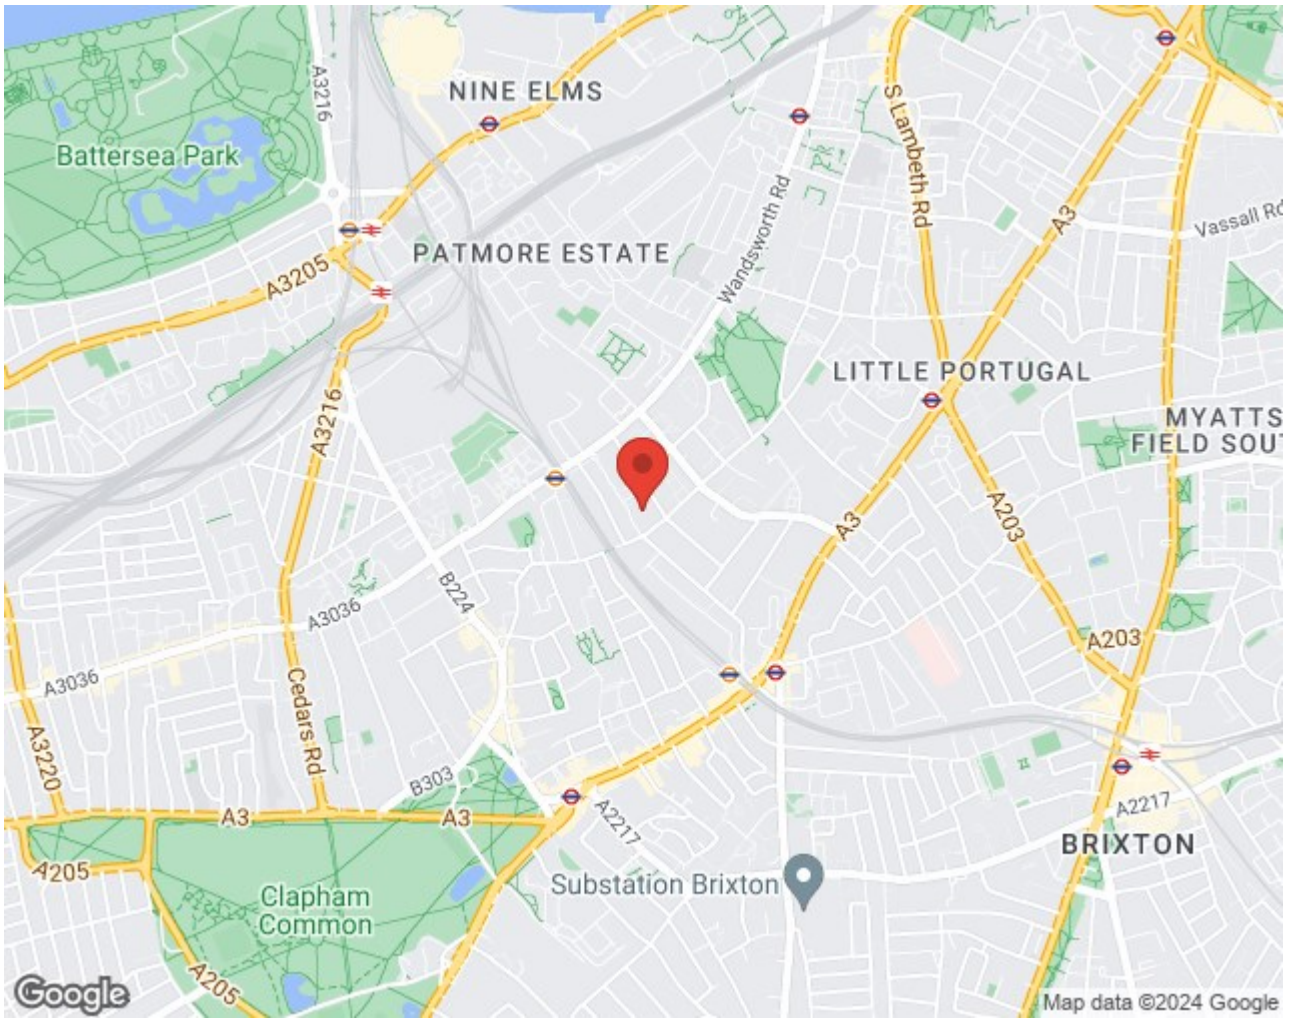 A3216
NINE ELMS
Battersea Park
S Lambeth Rd
Wandsworth Rd
A3
Vassall Rd
PATMORE ESTATE
A3205
LITTLE PORTUGAL
A3216
MYATTS
FIELD SOU
A3
A203
B224
A3036
A203
A3036
Cedars Rd
A3220
B303
A3
A3
A2217
A2217
BRIXTON
A205
Substation Brixton
Clapham
Common
A205
Google
Map data ©2024 Google